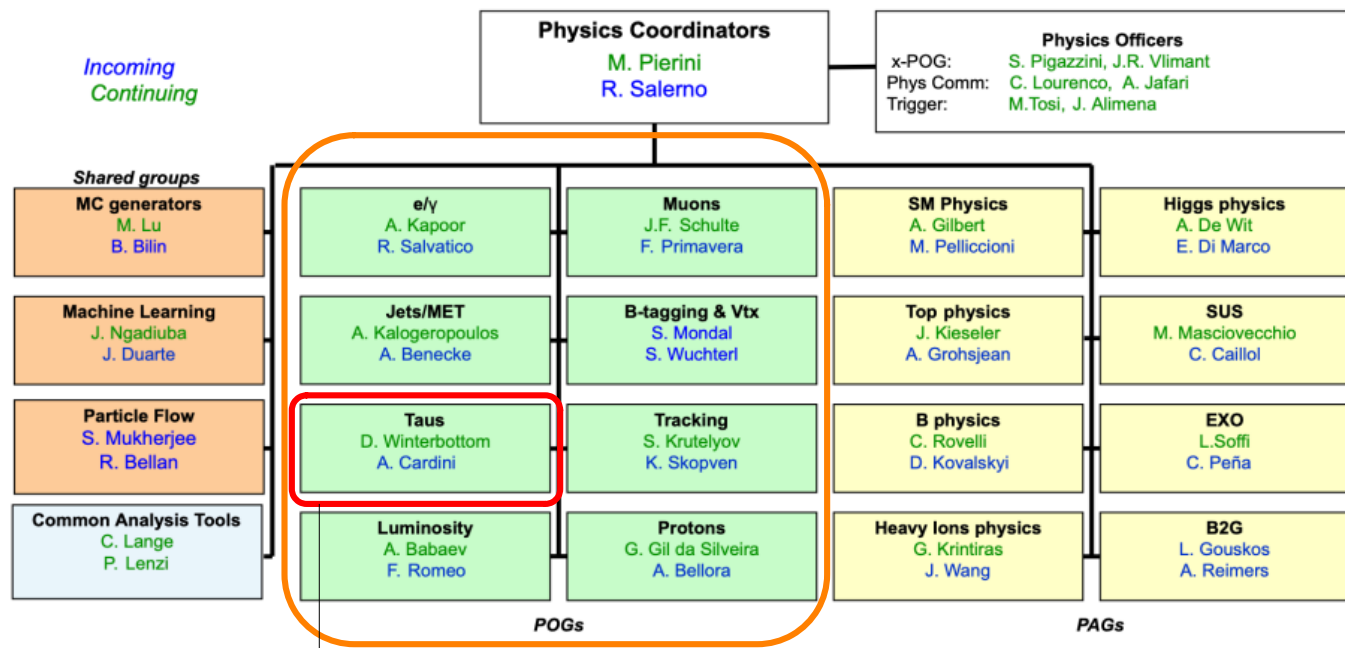 Incoming
Continuing
Physics Coordinators
M. Pierini
R. Salerno
Physics Officers
x-POG: S. Pigazzini, J.R. Vlimant
Phys Comm: C. Lourenco, A. Jafari
Trigger: M.Tosi, J. Alimena
Shared groups
MC generators
M. Lu
B. Bilin
Machine Learning
J. Ngadiuba
J. Duarte
Particle Flow
S. Mukherjee
R. Bellan
Common Analysis Tools
C. Lange
P. Lenzi
e/γ
A. Kapoor
R. Salvatico
Jets/MET
A. Kalogeropoulos
A. Benecke
Taus
D. Winterbottom
A. Cardini
Luminosity
A. Babaev
F. Romeo
Muons
J.F. Schulte
F. Primavera
B-tagging & Vtx
S. Mondal
S. Wuchterl
Tracking
S. Krutelyov
K. Skopven
Protons
G. Gil da Silveira
A. Bellora
POGs
SM Physics
A. Gilbert
M. Pelliccioni
Top physics
J. Kieseler
A. Grohsjean
B physics
C. Rovelli
D. Kovalskyi
Heavy Ions physics
G. Krintiras
J. Wang
Higgs physics
A. De Wit
E. Di Marco
SUS
M. Masciovecchio
C. Caillol
EXO
L.Soffi
C. Peña
B2G
L. Gouskos
A. Reimers
PAGs